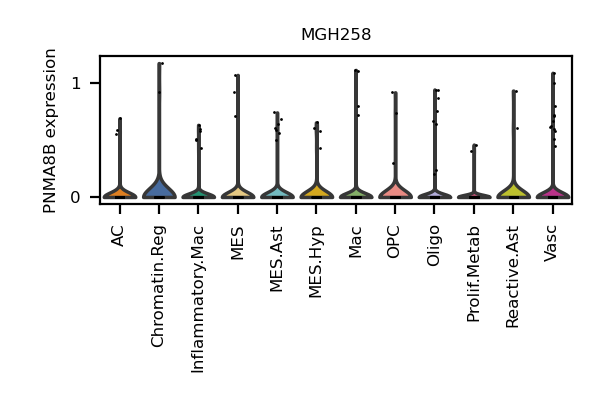 MGH258
PNMA8B expression
1
0
AC
Chromatin.Reg
Inflammatory.Mac
MES
MES.Ast
MES.Hyp
Mac
OPC
Oligo
Prolif.Metab
Reactive.Ast
Vasc